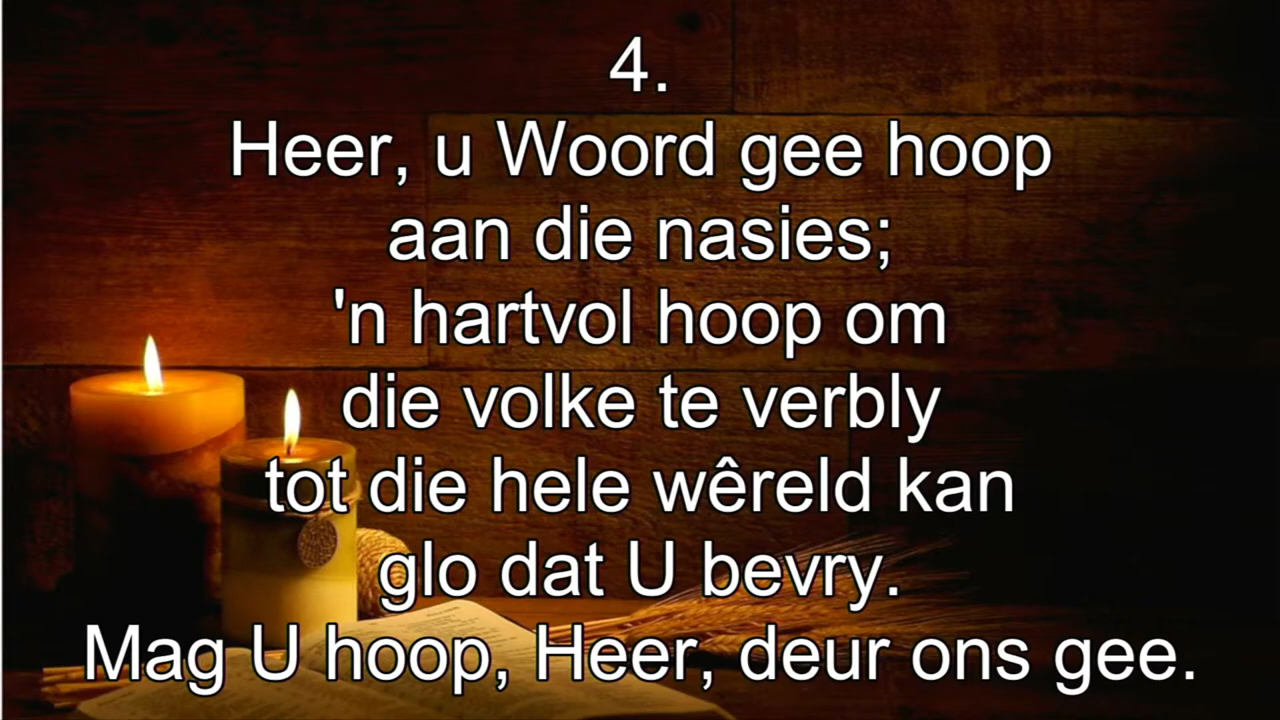 4.
Heer, u Woord gee hoop
aan die nasies;
'n hartvol hoop om
die volke te verbly
tot die hele wêreld kan
glo dat U bevry.
Mag U hoop, Heer, deur ons gee.